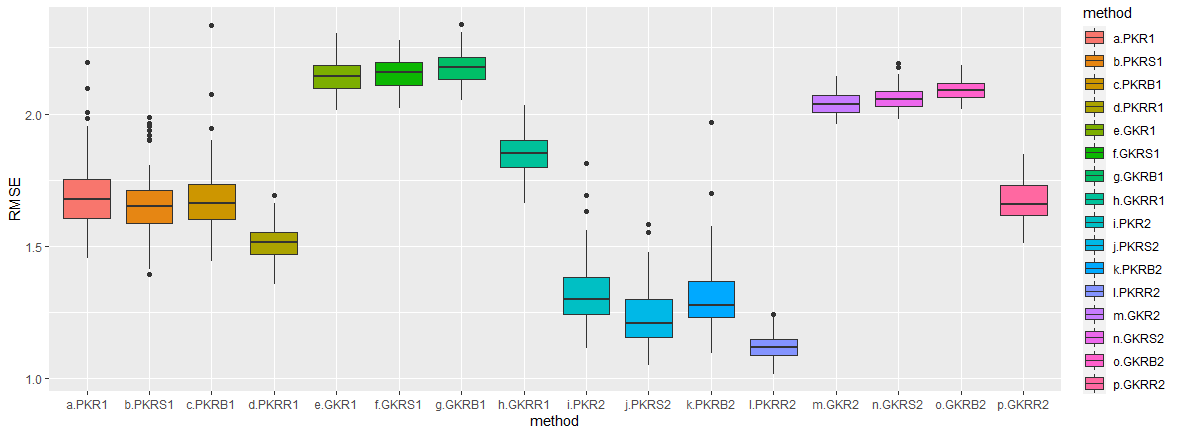 method
a.PKR1
b.PKRS1
c.PKRB1
d.PKRR1
e.GKR1
f.GKRS1
g.GKRB1
h.GKRR1
i.PKR2
j.PKRS2
k.PKRB2
l.PKRR2
m.GKR2
n.GKRS2
o.GKRB2
p.GKRR2
RMSE
2.0
1.5
1.0
a.PKR1 b.PKRS1 c.PKRB1 d.PKRR1 e.GKR1 f.GKRS1 g.GKRB1 h.GKRR1 i.PKR2 j.PKRS2 k.PKRB2 l.PKRR2 m.GKR2 n.GKRS2 o.GKRB2 p.GKRR2
method